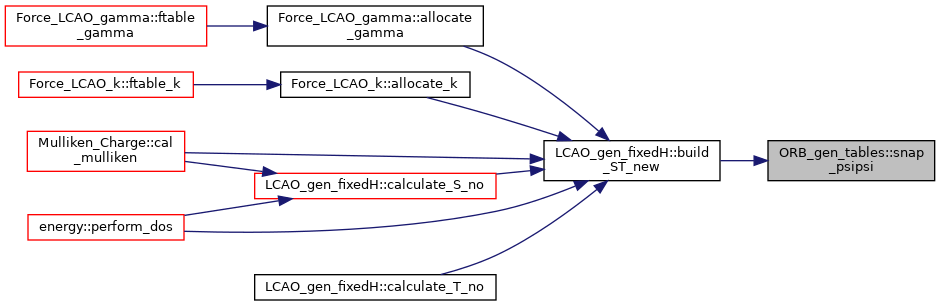 Force_LCAO_gamma::ftable
_gamma
Force_LCAO_gamma::allocate
_gamma
Force_LCAO_k::ftable_k
Force_LCAO_k::allocate_k
Mulliken_Charge::cal
_mulliken
LCAO_gen_fixedH::build
_ST_new
ORB_gen_tables::snap
_psipsi
LCAO_gen_fixedH::calculate_S_no
energy::perform_dos
LCAO_gen_fixedH::calculate_T_no